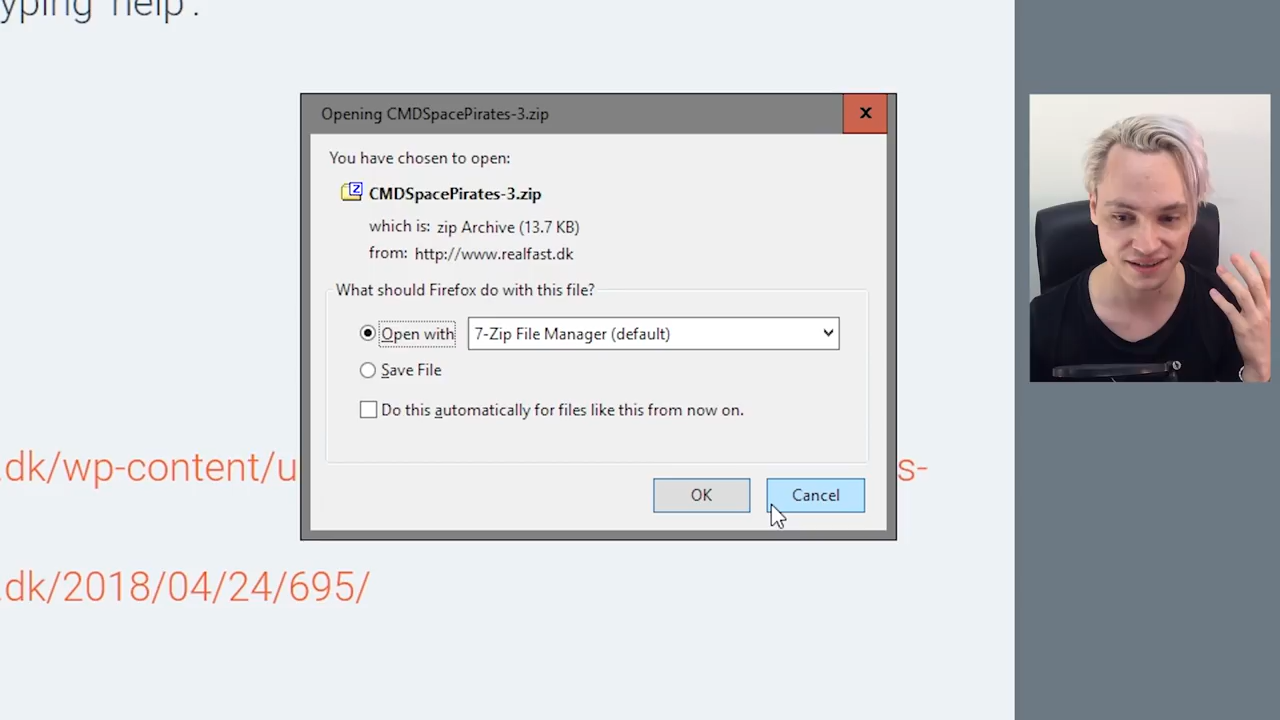 yping 'help'.
Opening CMDSpacePirates-3.zip
You have chosen to open:
CMDSpacePirates-3.zip
which is: zip Archive (13.7 KB)
from: http://www.realfast.dk
What should Firefox do with this file?
Open with 7-Zip File Manager (default)
Save File
Do this automatically for files like this from now on.
.dk/wp-content/u s-
OK Cancel
.dk/2018/04/24/695/